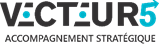 VECTEUR5
ACCOMPAGNEMENT STRATÉGIQUE